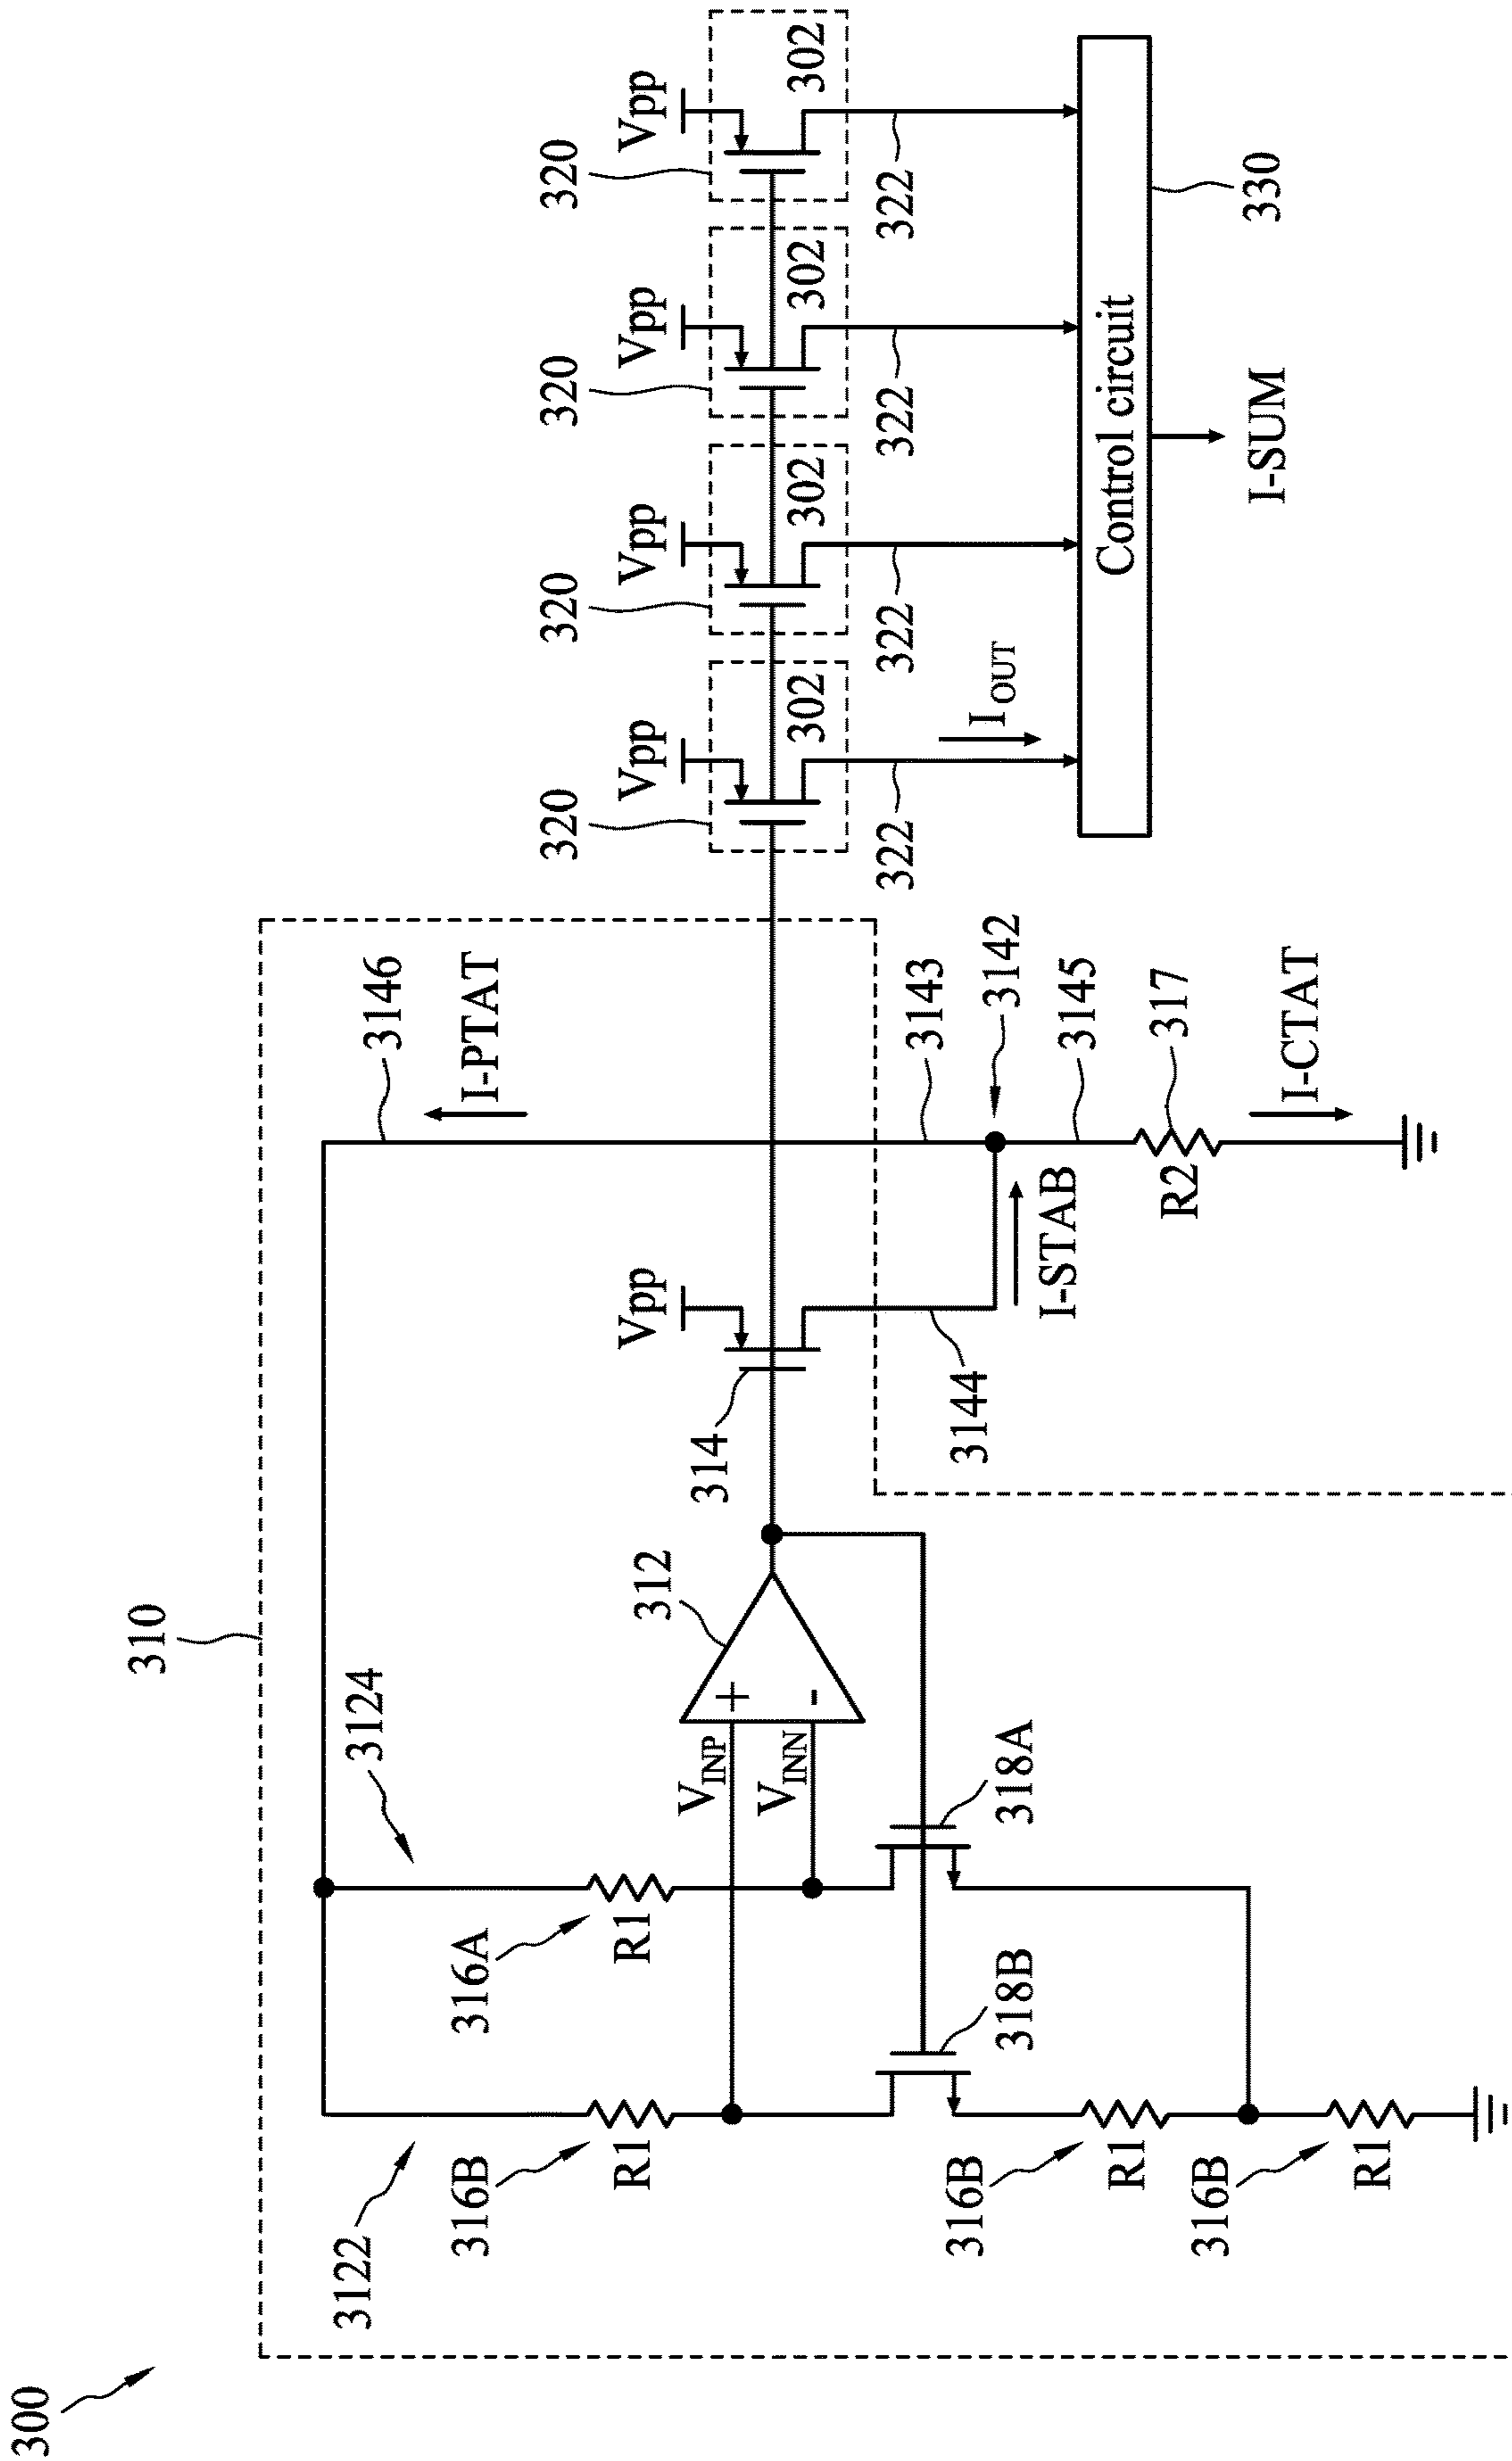 300
310
3122
3124
3146
I-PTAT
316B
R1
316A
R1
V_INP
V_INN
+
-
312
314
Vpp
320
Vpp
302
320
Vpp
302
320
Vpp
302
320
Vpp
302
318B
318A
3144
I-STAB
3143
3142
3145
317
R2
I-CTAT
322
I_OUT
322
322
322
Control circuit
330
I-SUM
316B
R1
316B
R1